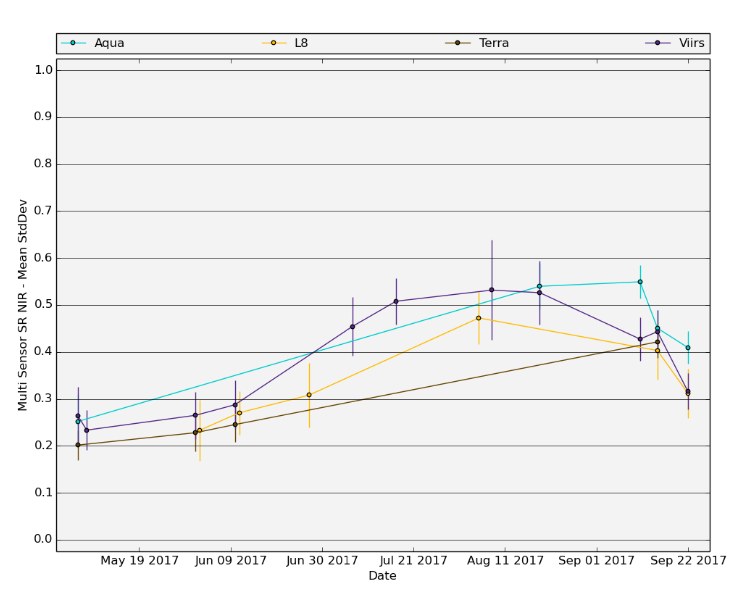 Aqua L8 Terra Viirs
1.0
0.9
0.8
0.7
0.6
0.5
0.4
0.3
0.2
0.1
0.0
Multi Sensor SR NIR - Mean StdDev
May 19 2017 Jun 09 2017 Jun 30 2017 Jul 21 2017 Aug 11 2017 Sep 01 2017 Sep 22 2017
Date